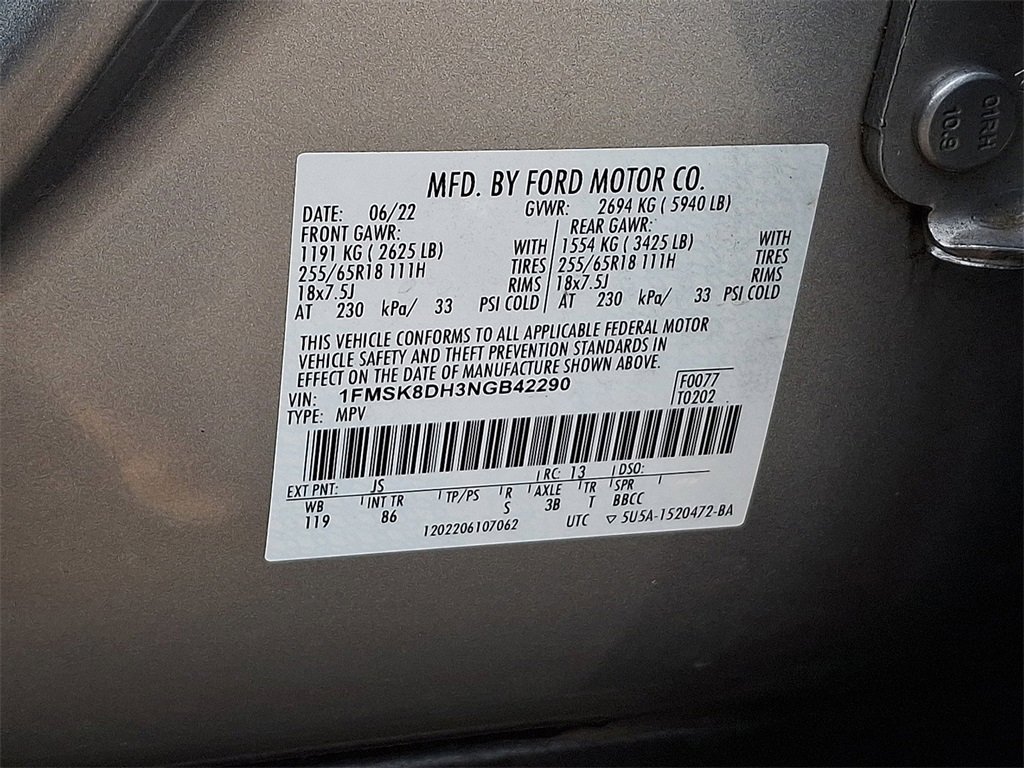 MFD. BY FORD MOTOR CO.
DATE: 06/22 GVWR: 2694 KG ( 5940 LB)
FRONT GAWR: REAR GAWR:
1191 KG ( 2625 LB) WITH 1554 KG ( 3425 LB) WITH
255/65R18 111H TIRES 255/65R18 111H TIRES
18x7.5J RIMS 18x7.5J RIMS
AT 230 kPa/ 33 PSI COLD AT 230 kPa/ 33 PSI COLD
THIS VEHICLE CONFORMS TO ALL APPLICABLE FEDERAL MOTOR
VEHICLE SAFETY AND THEFT PREVENTION STANDARDS IN
EFFECT ON THE DATE OF MANUFACTURE SHOWN ABOVE.
VIN: 1FMSK8DH3NGB42290 F0077
TYPE: MPV T0202
EXT PNT: JS RC: 13 DSO:
WB INT TR TP/PS R AXLE TR SPR
119 86 S 3B T BBCC
1202206107062 UTC ▽ 5U5A-1520472-BA
01RH
10.9